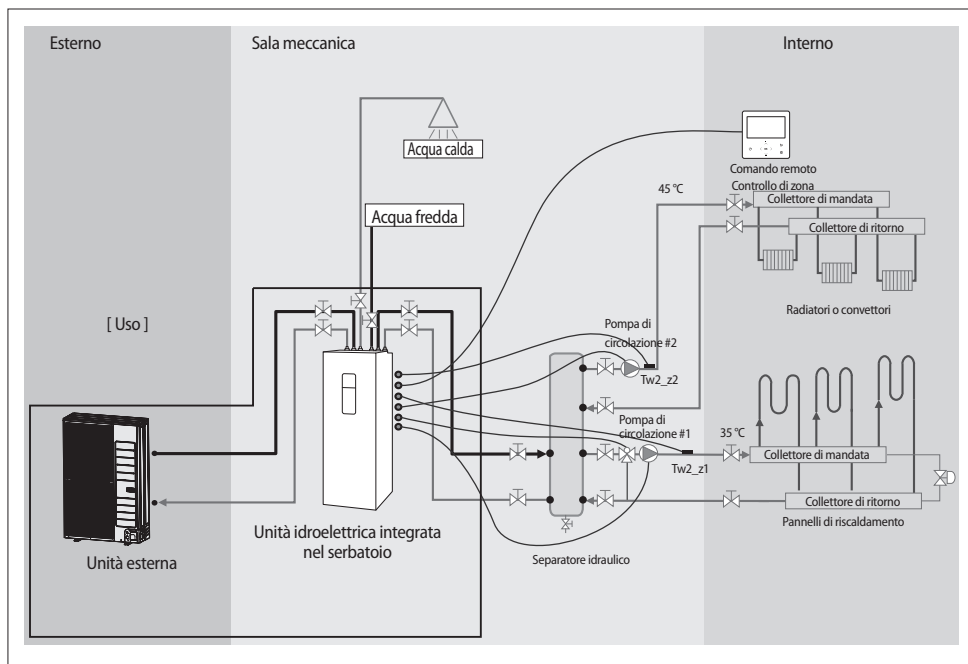 Esterno
Sala meccanica
Interno
Acqua calda
Comando remoto
Controllo di zona
45 °C
Collettore di mandata
Acqua fredda
Collettore di ritorno
Radiatori o convettori
[ Uso ]
Pompa di
circolazione #2
Tw2_z2
Pompa di
circolazione #1
35 °C
Tw2_z1
Collettore di mandata
Collettore di ritorno
Pannelli di riscaldamento
Unità idroelettrica integrata
nel serbatoio
Separatore idraulico
Unità esterna